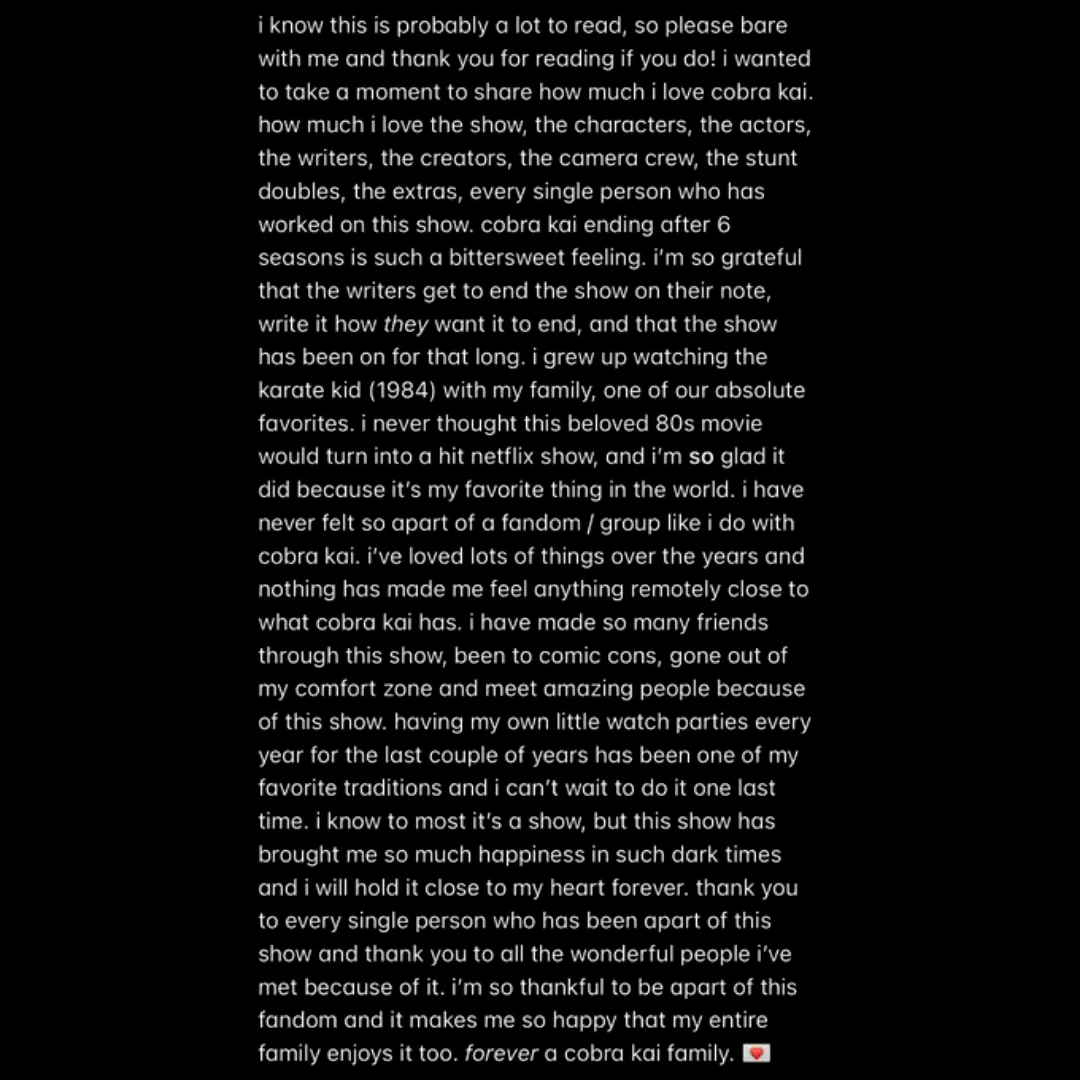 i know this is probably a lot to read, so please bare
with me and thank you for reading if you do! i wanted
to take a moment to share how much i love cobra kai.
how much i love the show, the characters, the actors,
the writers, the creators, the camera crew, the stunt
doubles, the extras, every single person who has
worked on this show. cobra kai ending after 6
seasons is such a bittersweet feeling. i'm so grateful
that the writers get to end the show on their note,
write it how they want it to end, and that the show
has been on for that long. i grew up watching the
karate kid (1984) with my family, one of our absolute
favorites. i never thought this beloved 80s movie
would turn into a hit netflix show, and i'm so glad it
did because it's my favorite thing in the world. i have
never felt so apart of a fandom / group like i do with
cobra kai. i've loved lots of things over the years and
nothing has made me feel anything remotely close to
what cobra kai has. i have made so many friends
through this show, been to comic cons, gone out of
my comfort zone and meet amazing people because
of this show. having my own little watch parties every
year for the last couple of years has been one of my
favorite traditions and i can't wait to do it one last
time. i know to most it's a show, but this show has
brought me so much happiness in such dark times
and i will hold it close to my heart forever. thank you
to every single person who has been apart of this
show and thank you to all the wonderful people i've
met because of it. i'm so thankful to be apart of this
fandom and it makes me so happy that my entire
family enjoys it too. forever a cobra kai family. 💌